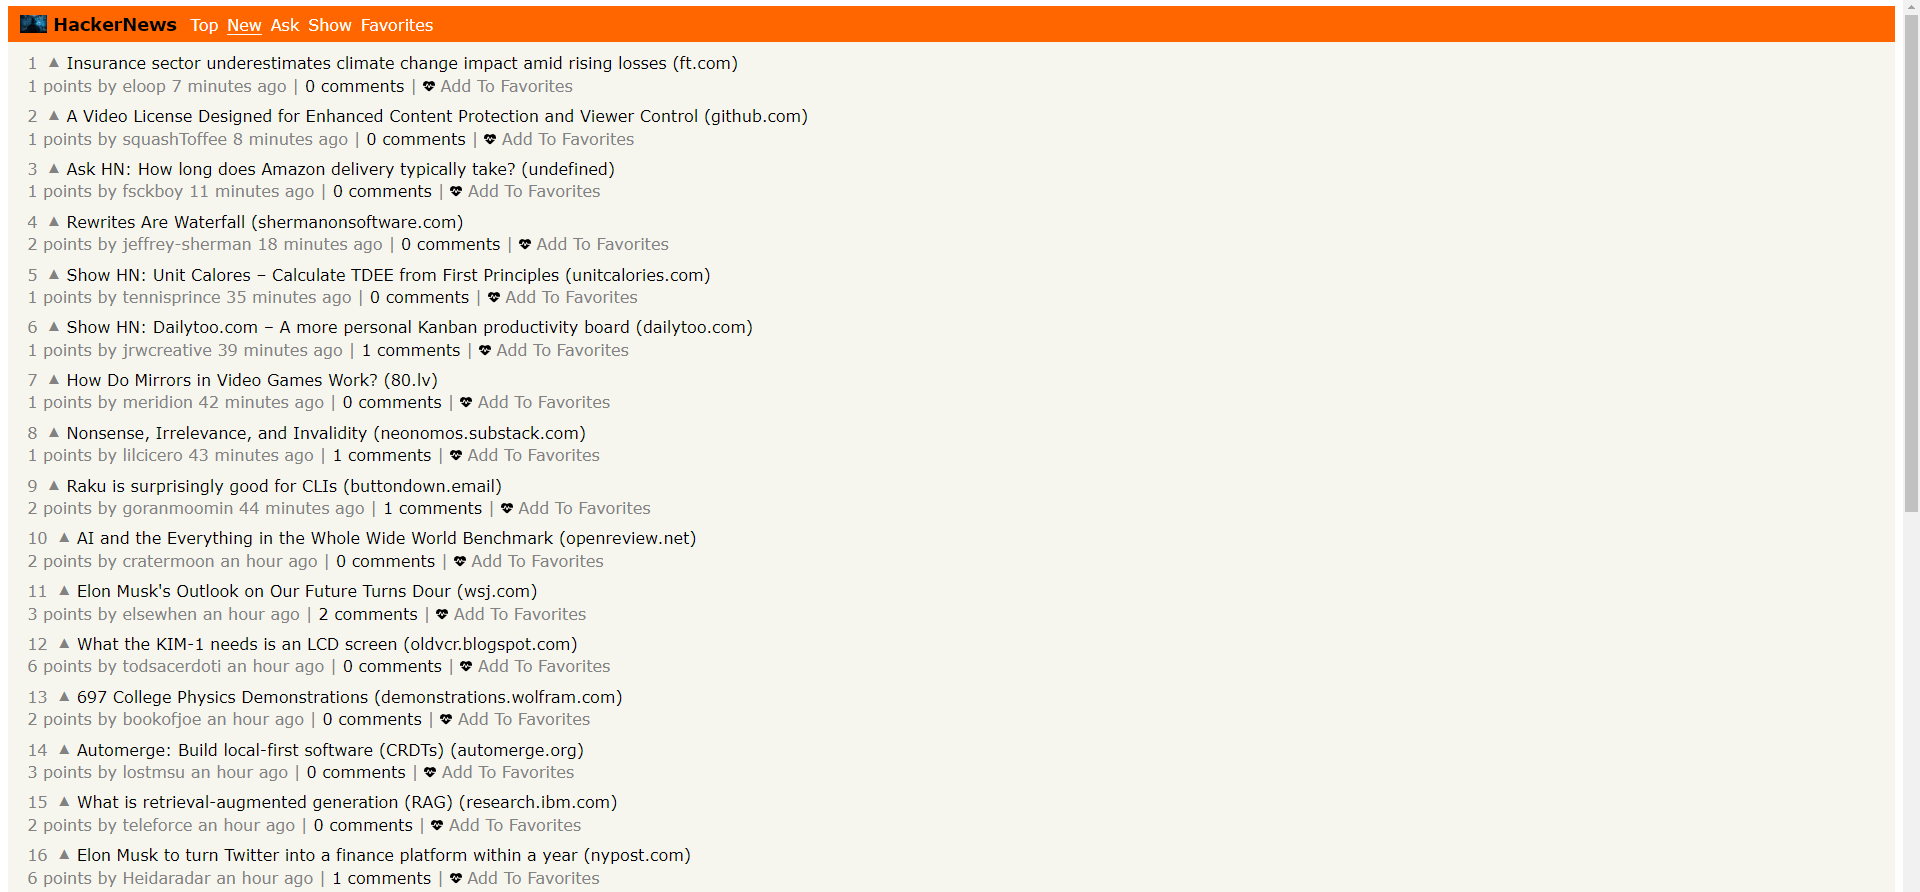 HackerNews Top New Ask Show Favorites
1 ▲ Insurance sector underestimates climate change impact amid rising losses (ft.com)
1 points by eloop 7 minutes ago | 0 comments | Add To Favorites
2 ▲ A Video License Designed for Enhanced Content Protection and Viewer Control (github.com)
1 points by squashToffee 8 minutes ago | 0 comments | Add To Favorites
3 ▲ Ask HN: How long does Amazon delivery typically take? (undefined)
1 points by fsckboy 11 minutes ago | 0 comments | Add To Favorites
4 ▲ Rewrites Are Waterfall (shermanonsoftware.com)
2 points by jeffrey-sherman 18 minutes ago | 0 comments | Add To Favorites
5 ▲ Show HN: Unit Calores – Calculate TDEE from First Principles (unitcalories.com)
1 points by tennisprince 35 minutes ago | 0 comments | Add To Favorites
6 ▲ Show HN: Dailytoo.com – A more personal Kanban productivity board (dailytoo.com)
1 points by jrwcreative 39 minutes ago | 1 comments | Add To Favorites
7 ▲ How Do Mirrors in Video Games Work? (80.lv)
1 points by meridion 42 minutes ago | 0 comments | Add To Favorites
8 ▲ Nonsense, Irrelevance, and Invalidity (neonomos.substack.com)
1 points by lilcicero 43 minutes ago | 1 comments | Add To Favorites
9 ▲ Raku is surprisingly good for CLIs (buttondown.email)
2 points by goranmoomin 44 minutes ago | 1 comments | Add To Favorites
10 ▲ AI and the Everything in the Whole Wide World Benchmark (openreview.net)
2 points by cratermoon an hour ago | 0 comments | Add To Favorites
11 ▲ Elon Musk's Outlook on Our Future Turns Dour (wsj.com)
3 points by elsewhen an hour ago | 2 comments | Add To Favorites
12 ▲ What the KIM-1 needs is an LCD screen (oldvcr.blogspot.com)
6 points by todsacerdoti an hour ago | 0 comments | Add To Favorites
13 ▲ 697 College Physics Demonstrations (demonstrations.wolfram.com)
2 points by bookofjoe an hour ago | 0 comments | Add To Favorites
14 ▲ Automerge: Build local-first software (CRDTs) (automerge.org)
3 points by lostmsu an hour ago | 0 comments | Add To Favorites
15 ▲ What is retrieval-augmented generation (RAG) (research.ibm.com)
2 points by teleforce an hour ago | 0 comments | Add To Favorites
16 ▲ Elon Musk to turn Twitter into a finance platform within a year (nypost.com)
6 points by Heidaradar an hour ago | 1 comments | Add To Favorites